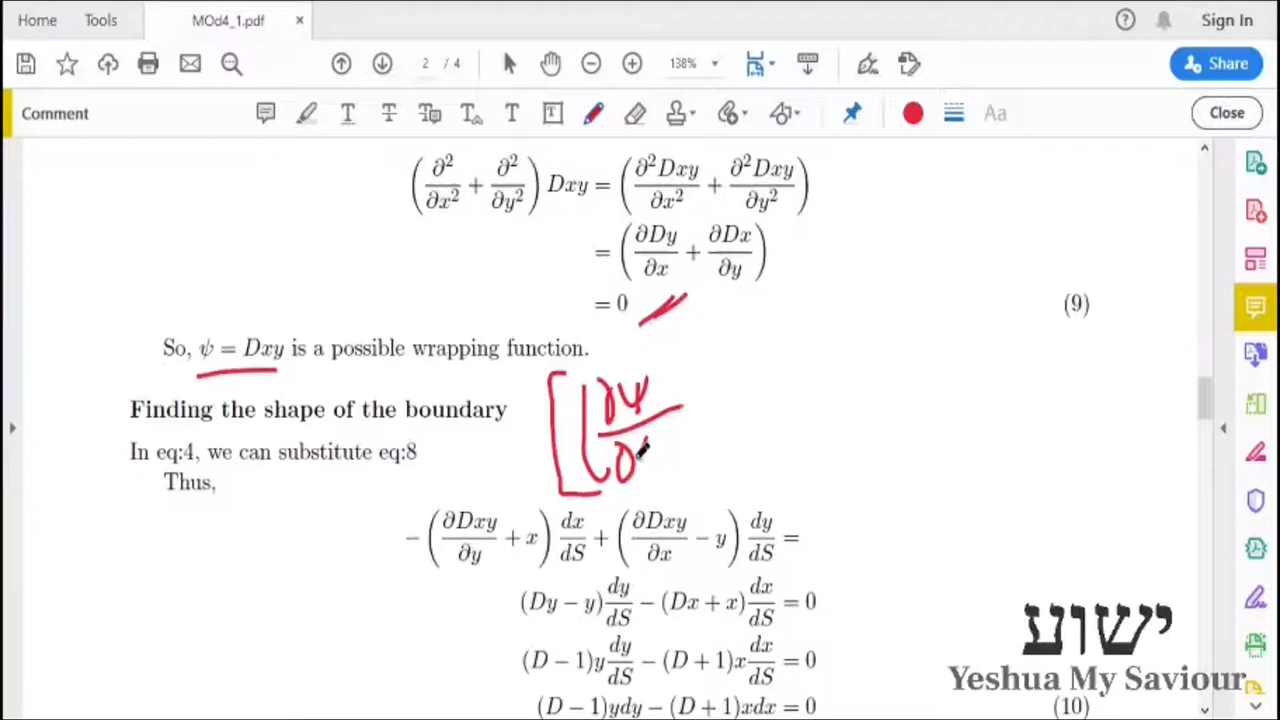 Home Tools MOd4_1.pdf × Sign In
2 / 4 138% Share
Comment Aa Close
(∂²/∂x² + ∂²/∂y²) Dxy = (∂²Dxy/∂x² + ∂²Dxy/∂y²)
= (∂Dy/∂x + ∂Dx/∂y)
= 0 (9)
So, ψ = Dxy is a possible wrapping function.
Finding the shape of the boundary
In eq:4, we can substitute eq:8
Thus,
[(∂ψ/∂
−(∂Dxy/∂y + x) dx/dS + (∂Dxy/∂x − y) dy/dS =
(Dy − y) dy/dS − (Dx + x) dx/dS = 0
(D − 1)y dy/dS − (D + 1)x dx/dS = 0
(D − 1)ydy − (D + 1)xdx = 0 (10)
ישוע
Yeshua My Saviour